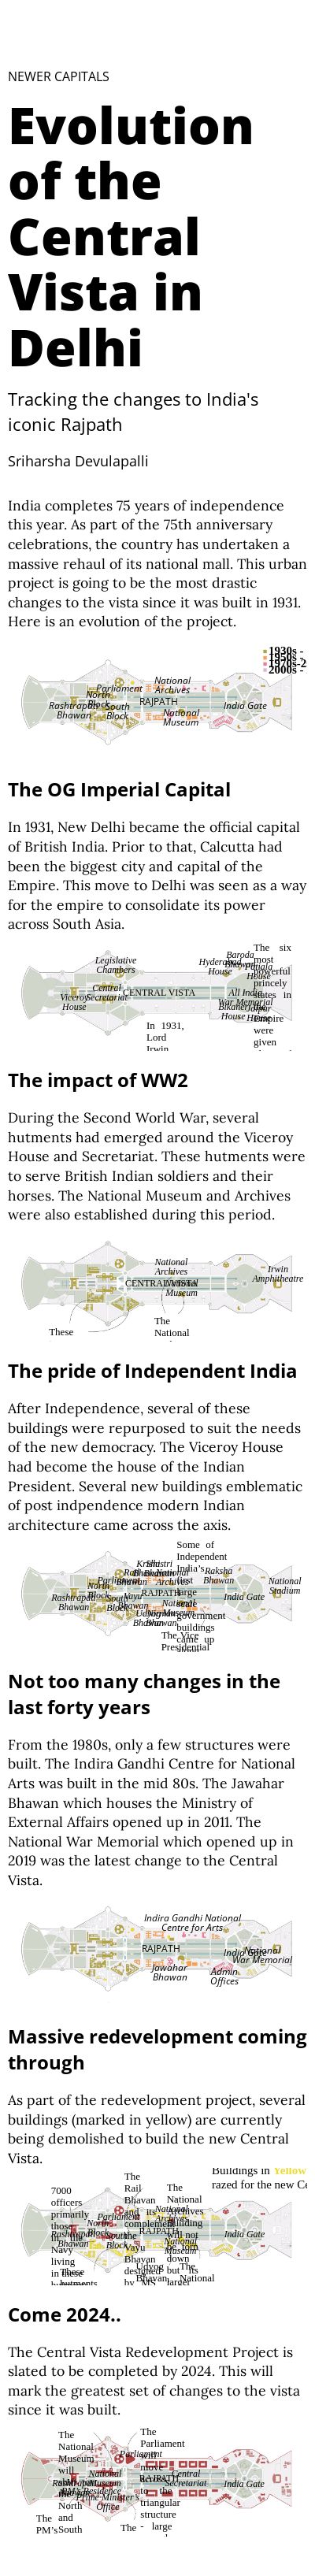 NEWER CAPITALS
Evolution
of the
Central
Vista in
Delhi
Tracking the changes to India's
iconic Rajpath
Sriharsha Devulapalli
India completes 75 years of independence
this year. As part of the 75th anniversary
celebrations, the country has undertaken a
massive rehaul of its national mall. This urban
project is going to be the most drastic
changes to the vista since it was built in 1931.
Here is an evolution of the project.
1930s -
1950s -
1970s-2
2000s -
National
Archives
Parliament
North
Block
RAJPATH
Rashtrapati
Bhawan
South
Block
National
Museum
India Gate
The OG Imperial Capital
In 1931, New Delhi became the official capital
of British India. Prior to that, Calcutta had
been the biggest city and capital of the
Empire. This move to Delhi was seen as a way
for the empire to consolidate its power
across South Asia.
The six
most
powerful
princely
states in
Empire
were
given
Baroda
Bhawan
Legislative
Chambers
Hyderabad
House
Patiala
House
Central
Secretariat
CENTRAL VISTA
All India
War Memorial
Viceroy
House
Bikaner
House
Jaipur
House
In 1931,
Lord
Irwin
The impact of WW2
During the Second World War, several
hutments had emerged around the Viceroy
House and Secretariat. These hutments were
to serve British Indian soldiers and their
horses. The National Museum and Archives
were also established during this period.
National
Archives
Irwin
Amphitheatre
CENTRAL VISTA
National
Museum
The
National
These
The pride of Independent India
After Independence, several of these
buildings were repurposed to suit the needs
of the new democracy. The Viceroy House
had become the house of the Indian
President. Several new buildings emblematic
of post indpendence modern Indian
architecture came across the axis.
Some of
Independent
India's
first
large
government
buildings
came up
Raksha
Bhawan
National
Stadium
Parliament
North
Block
RAJPATH
India Gate
Rashtrapati
Bhawan
South
Block
Vayu
Bhawan
National
Museum
The Vice
Presidential
Not too many changes in the
last forty years
From the 1980s, only a few structures were
built. The Indira Gandhi Centre for National
Arts was built in the mid 80s. The Jawahar
Bhawan which houses the Ministry of
External Affairs opened up in 2011. The
National War Memorial which opened up in
2019 was the latest change to the Central
Vista.
Indira Gandhi National
Centre for Arts
RAJPATH
India Gate
National
War Memorial
Jawahar
Bhawan
Admin
Offices
Massive redevelopment coming
through
As part of the redevelopment project, several
buildings (marked in yellow) are currently
being demolished to build the new Central
Vista.
Buildings in Yellow
razed for the new Ce
7000
officers
primarily
those
Navy
living
in these
The
Rail
Bhavan
The
National
Archives
Building
will not
be torn
down
but its
larger
Parliament
North
Block
RAJPATH
India Gate
Rashtrapati
Bhawan
South
Block
National
Museum
Vayu
Bhavan
designed
by MS
Udyog
Bhavan
The
National
These
hutments
Come 2024..
The Central Vista Redevelopment Project is
slated to be completed by 2024. This will
mark the greatest set of changes to the vista
since it was built.
The
National
Museum
will
The
Parliament
will
move
to the
triangular
structure
- large
Parliament
National
Museum
RAJPATH
Central
Secretariat
India Gate
Prime Minister's
Office
North
and
South
The
PM's
The